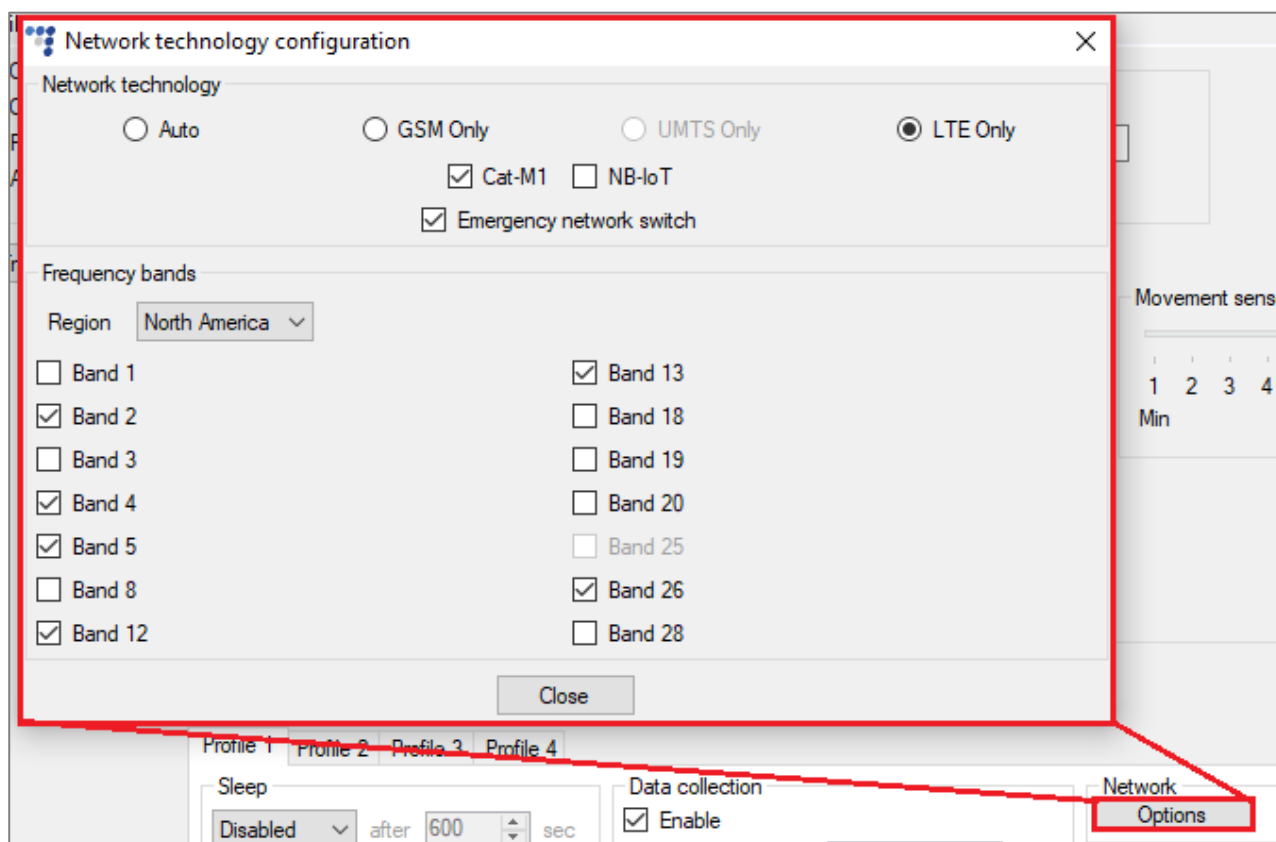 Network technology configuration
Network technology
Auto GSM Only UMTS Only LTE Only
Cat-M1 NB-IoT
Emergency network switch
Frequency bands
Region North America
Band 1 Band 13
Band 2 Band 18
Band 3 Band 19
Band 4 Band 20
Band 5 Band 25
Band 8 Band 26
Band 12 Band 28
Close
Movement sens
1 2 3 4
Min
Profile 1 Profile 2 Profile 3 Profile 4
Sleep Data collection Network
Disabled after 600 sec Enable Options